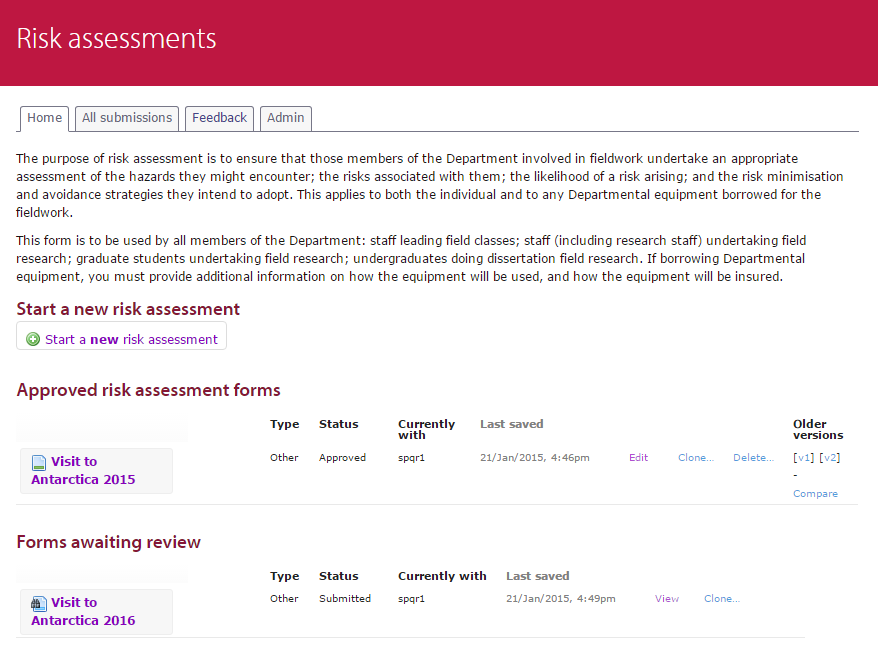 Risk assessments
Home All submissions Feedback Admin
The purpose of risk assessment is to ensure that those members of the Department involved in fieldwork undertake an appropriate
assessment of the hazards they might encounter; the risks associated with them; the likelihood of a risk arising; and the risk minimisation
and avoidance strategies they intend to adopt. This applies to both the individual and to any Departmental equipment borrowed for the
fieldwork.
This form is to be used by all members of the Department: staff leading field classes; staff (including research staff) undertaking field
research; graduate students undertaking field research; undergraduates doing dissertation field research. If borrowing Departmental
equipment, you must provide additional information on how the equipment will be used, and how the equipment will be insured.
Start a new risk assessment
Start a new risk assessment
Approved risk assessment forms
Type Status Currently with Last saved Older versions
Visit to Antarctica 2015 Other Approved spqr1 21/Jan/2015, 4:46pm Edit Clone... Delete... [v1] [v2]
-
Compare
Forms awaiting review
Type Status Currently with Last saved
Visit to Antarctica 2016 Other Submitted spqr1 21/Jan/2015, 4:49pm View Clone...